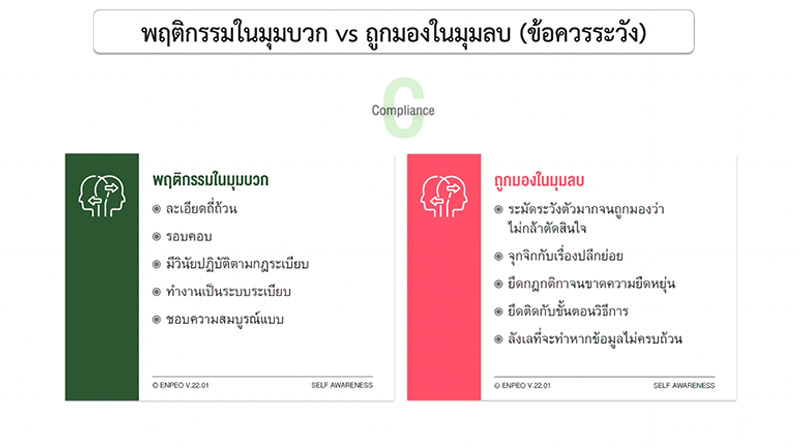 พฤติกรรมในมุมบวก vs ถูกมองในมุมลบ (ข้อควรระวัง)
C
Compliance
พฤติกรรมในมุมบวก
ละเอียดถี่ถ้วน
รอบคอบ
มีวินัยปฏิบัติตามกฎระเบียบ
ทำงานเป็นระบบระเบียบ
ชอบความสมบูรณ์แบบ
© ENPEO V.22.01 SELF AWARENESS
ถูกมองในมุมลบ
ระมัดระวังตัวมากจนถูกมองว่า
ไม่กล้าตัดสินใจ
จุกจิกกับเรื่องปลีกย่อย
ยึดกฎกติกาจนขาดความยืดหยุ่น
ยึดติดกับขั้นตอนวิธีการ
ลังเลที่จะทำหากข้อมูลไม่ครบถ้วน
© ENPEO V.22.01 SELF AWARENESS